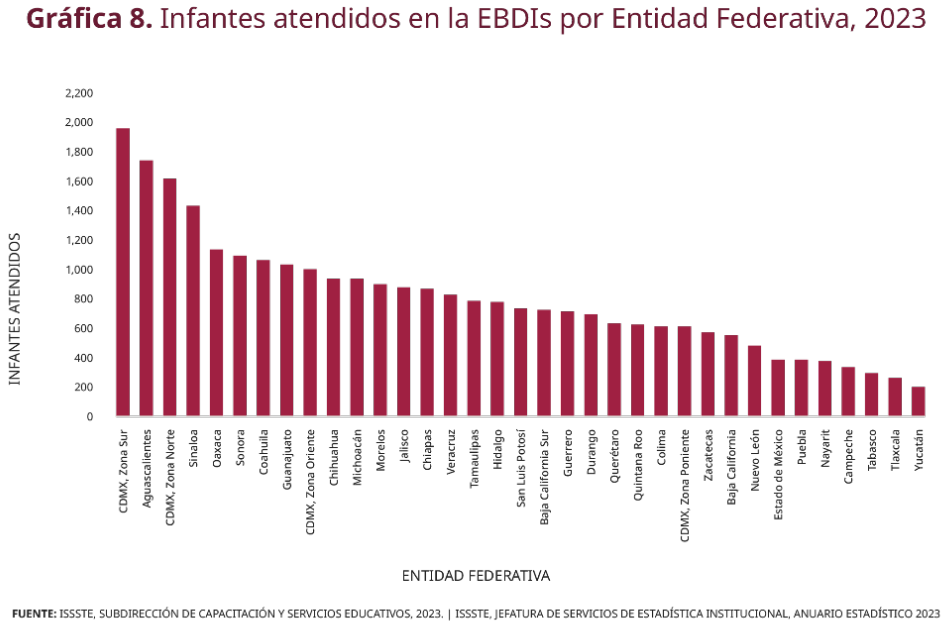 Gráfica 8. Infantes atendidos en la EBDIs por Entidad Federativa, 2023
INFANTES ATENDIDOS
2,200
2,000
1,800
1,600
1,400
1,200
1,000
800
600
400
200
0
CDMX, Zona Sur
Aguascalientes
CDMX, Zona Norte
Sinaloa
Oaxaca
Sonora
Coahuila
Guanajuato
CDMX, Zona Oriente
Chihuahua
Michoacán
Morelos
Jalisco
Chiapas
Veracruz
Tamaulipas
Hidalgo
San Luis Potosí
Baja California Sur
Guerrero
Durango
Querétaro
Quintana Roo
Colima
CDMX, Zona Poniente
Zacatecas
Baja California
Nuevo León
Estado de México
Puebla
Nayarit
Campeche
Tabasco
Tlaxcala
Yucatán
ENTIDAD FEDERATIVA
FUENTE: ISSSTE, SUBDIRECCIÓN DE CAPACITACIÓN Y SERVICIOS EDUCATIVOS, 2023. | ISSSTE, JEFATURA DE SERVICIOS DE ESTADÍSTICA INSTITUCIONAL, ANUARIO ESTADÍSTICO 2023